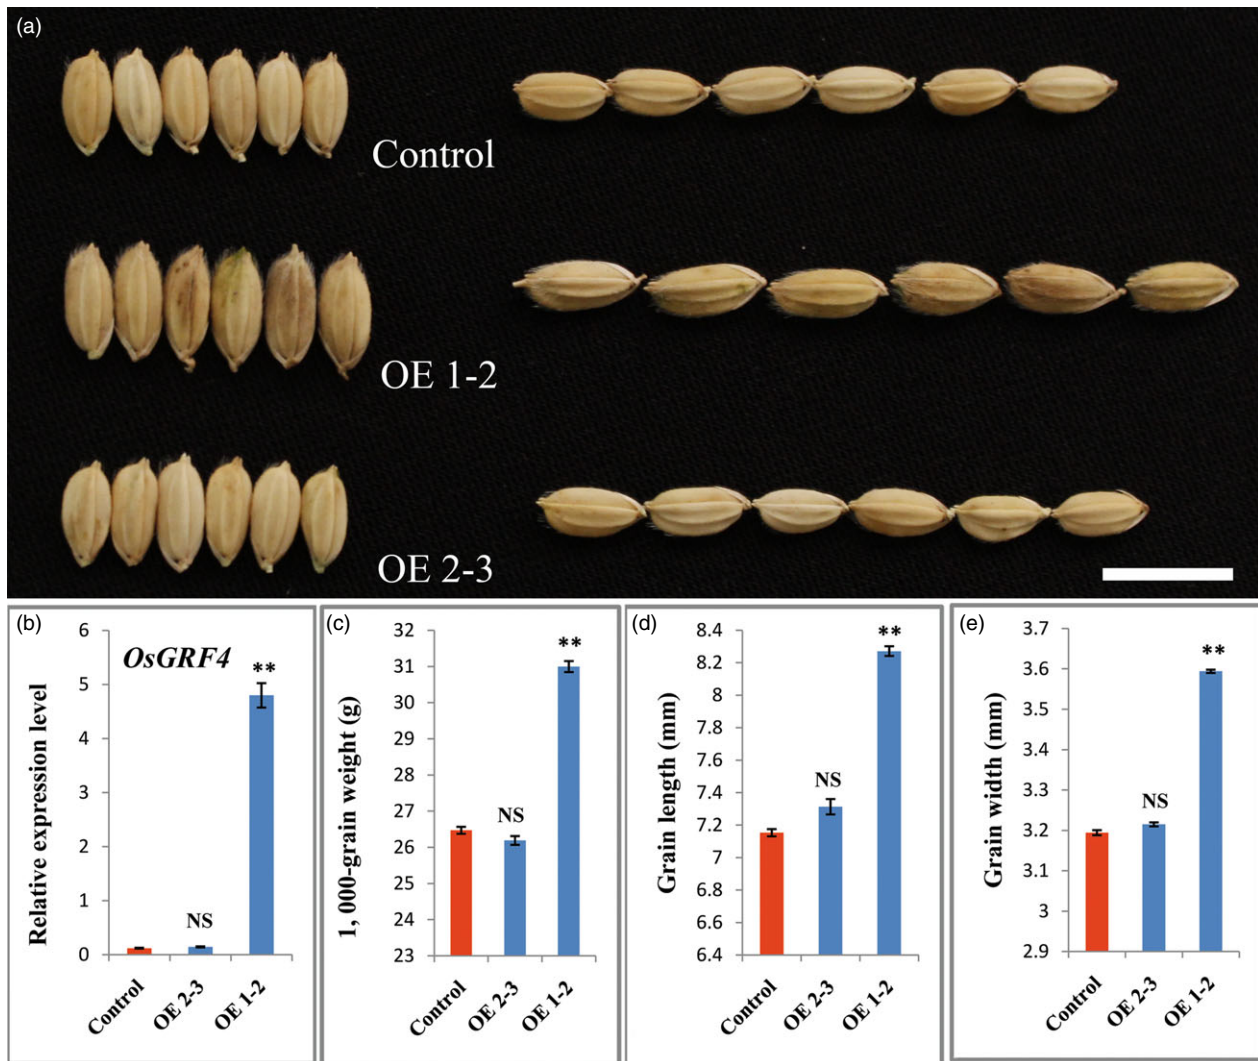 (a)
Control
OE 1-2
OE 2-3
(b)
OsGRF4
Relative expression level
6
5
4
3
2
1
0
NS
**
Control
OE 2-3
OE 1-2
(c)
1, 000-grain weight (g)
32
31
30
29
28
27
26
25
24
23
NS
**
Control
OE 2-3
OE 1-2
(d)
Grain length (mm)
8.4
8.2
8
7.8
7.6
7.4
7.2
7
6.8
6.6
6.4
NS
**
Control
OE 2-3
OE 1-2
(e)
Grain width (mm)
3.7
3.6
3.5
3.4
3.3
3.2
3.1
3
2.9
NS
**
Control
OE 2-3
OE 1-2